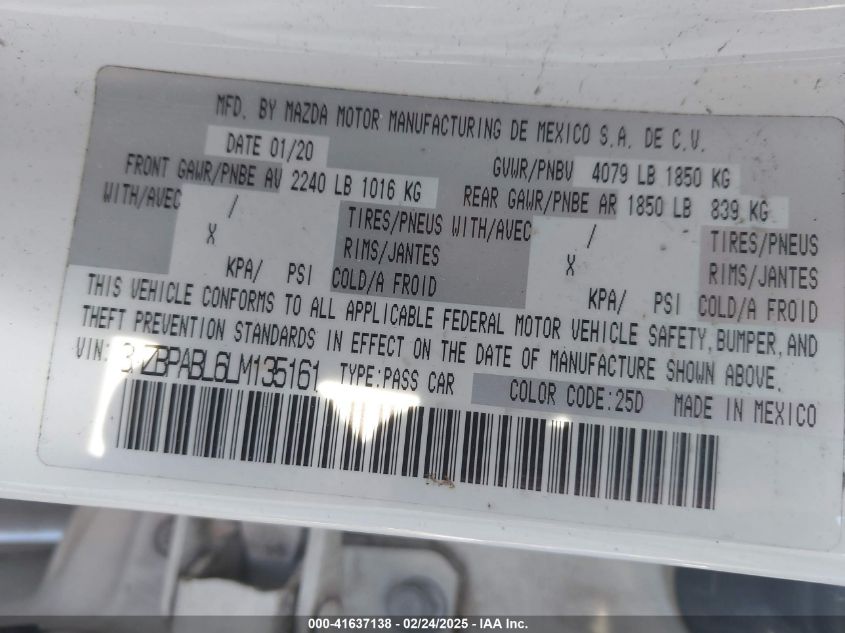 MFD. BY MAZDA MOTOR MANUFACTURING DE MEXICO S.A. DE C.V.
DATE 01/20 GVWR/PNBV 4079 LB 1850 KG
FRONT GAWR/PNBE AV 2240 LB 1016 KG REAR GAWR/PNBE AR 1850 LB 839 KG
WITH/AVEC / TIRES/PNEUS WITH/AVEC / TIRES/PNEUS
X RIMS/JANTES X RIMS/JANTES
KPA/ PSI COLD/A FROID KPA/ PSI COLD/A FROID
THIS VEHICLE CONFORMS TO ALL APPLICABLE FEDERAL MOTOR VEHICLE SAFETY, BUMPER, AND
THEFT PREVENTION STANDARDS IN EFFECT ON THE DATE OF MANUFACTURE SHOWN ABOVE.
VIN: 3MZBPABL6LM135161 TYPE:PASS CAR COLOR CODE:25D MADE IN MEXICO
000-41637138 - 02/24/2025 - IAA Inc.